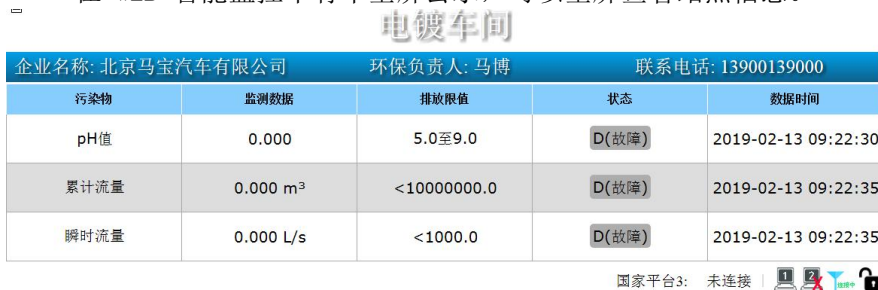 电镀车间
企业名称: 北京马宝汽车有限公司 环保负责人: 马博 联系电话: 13900139000
污染物 监测数据 排放限值 状态 数据时间
pH值 0.000 5.0至9.0 D(故障) 2019-02-13 09:22:30
累计流量 0.000 m³ <10000000.0 D(故障) 2019-02-13 09:22:35
瞬时流量 0.000 L/s <1000.0 D(故障) 2019-02-13 09:22:35
国家平台3: 未连接 | 1 2 连接中